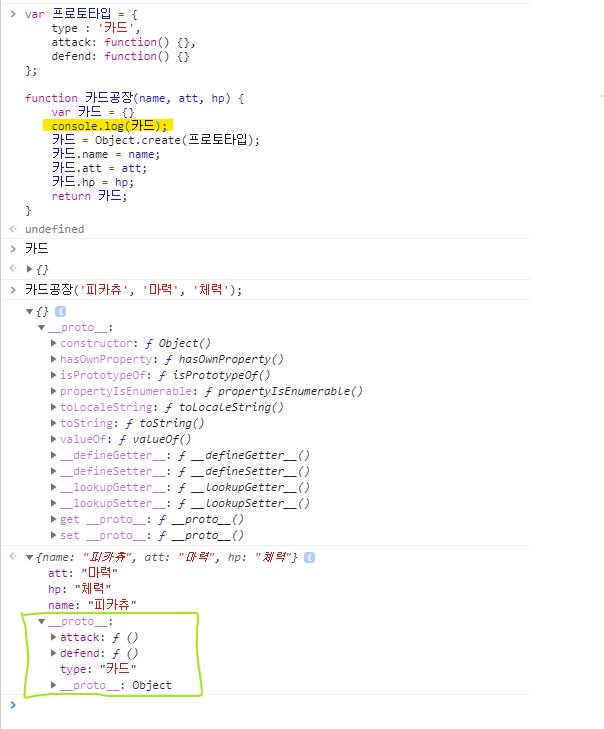 var 프로토타입 = {
type : '카드',
attack: function() {},
defend: function() {}
};
function 카드공장(name, att, hp) {
var 카드 = {}
console.log(카드);
카드 = Object.create(프로토타입);
카드.name = name;
카드.att = att;
카드.hp = hp;
return 카드;
}
undefined
카드
{}
카드공장('피카츄', '마력', '체력');
{} i
__proto__:
constructor: ƒ Object()
hasOwnProperty: ƒ hasOwnProperty()
isPrototypeOf: ƒ isPrototypeOf()
propertyIsEnumerable: ƒ propertyIsEnumerable()
toLocaleString: ƒ toLocaleString()
toString: ƒ toString()
valueOf: ƒ valueOf()
__defineGetter__: ƒ __defineGetter__()
__defineSetter__: ƒ __defineSetter__()
__lookupGetter__: ƒ __lookupGetter__()
__lookupSetter__: ƒ __lookupSetter__()
get __proto__: ƒ __proto__()
set __proto__: ƒ __proto__()
{name: "피카츄", att: "마력", hp: "체력"} i
att: "마력"
hp: "체력"
name: "피카츄"
__proto__:
attack: ƒ ()
defend: ƒ ()
type: "카드"
__proto__: Object